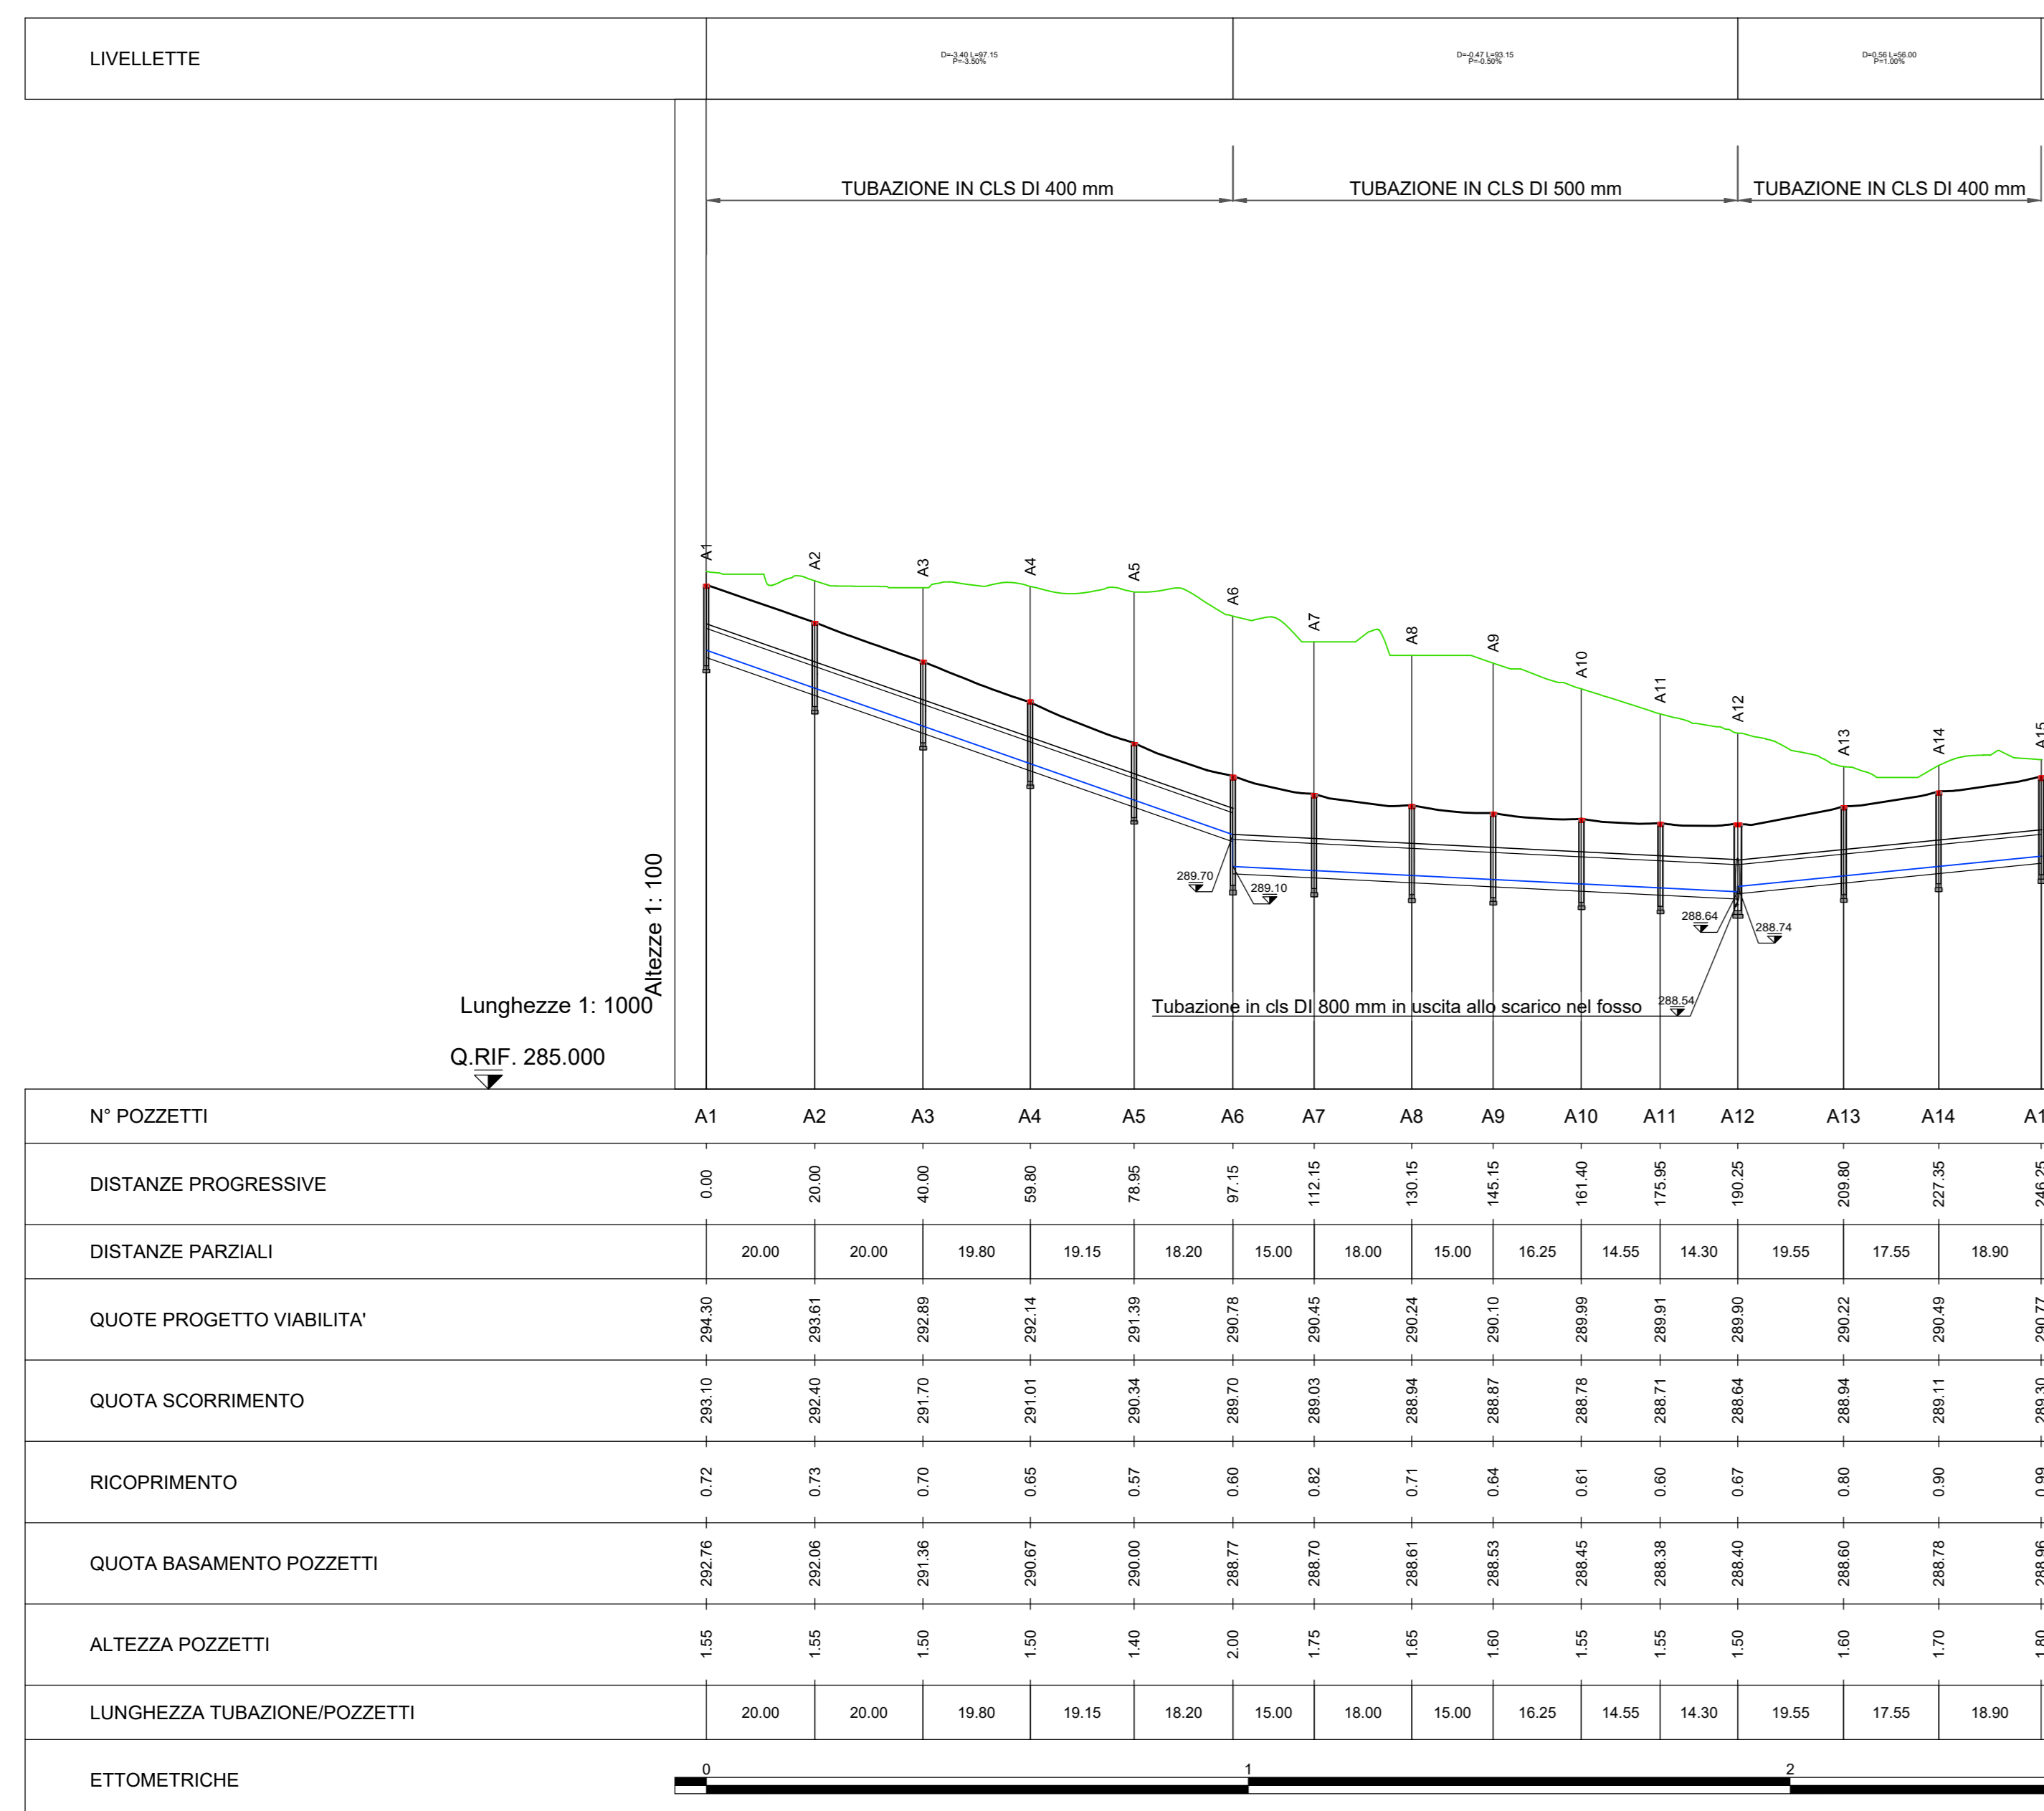 LIVELLETTE
D=-3.40 L=97.15
P=-3.50%
D=-0.47 L=93.15
P=-0.50%
D=0.56 L=56.00
P=1.00%
TUBAZIONE IN CLS DI 400 mm
TUBAZIONE IN CLS DI 500 mm
TUBAZIONE IN CLS DI 400 mm
A1
A2
A3
A4
A5
A6
A7
A8
A9
A10
A11
A12
A13
A14
A15
289.70
289.10
288.64
288.74
Tubazione in cls DI 800 mm in uscita allo scarico nel fosso
288.54
Altezze 1: 100
Lunghezze 1: 1000
Q.RIF. 285.000
N° POZZETTI A1 A2 A3 A4 A5 A6 A7 A8 A9 A10 A11 A12 A13 A14 A1
DISTANZE PROGRESSIVE 0.00 20.00 40.00 59.80 78.95 97.15 112.15 130.15 145.15 161.40 175.95 190.25 209.80 227.35 246.25
DISTANZE PARZIALI 20.00 20.00 19.80 19.15 18.20 15.00 18.00 15.00 16.25 14.55 14.30 19.55 17.55 18.90
QUOTE PROGETTO VIABILITA' 294.30 293.61 292.89 292.14 291.39 290.78 290.45 290.24 290.10 289.99 289.91 289.90 290.22 290.49 290.77
QUOTA SCORRIMENTO 293.10 292.40 291.70 291.01 290.34 289.70 289.03 288.94 288.87 288.78 288.71 288.64 288.94 289.11 289.30
RICOPRIMENTO 0.72 0.73 0.70 0.65 0.57 0.60 0.82 0.71 0.64 0.61 0.60 0.67 0.80 0.90 0.99
QUOTA BASAMENTO POZZETTI 292.76 292.06 291.36 290.67 290.00 288.77 288.70 288.61 288.53 288.45 288.38 288.40 288.60 288.78 288.96
ALTEZZA POZZETTI 1.55 1.55 1.50 1.50 1.40 2.00 1.75 1.65 1.60 1.55 1.55 1.50 1.60 1.70 1.80
LUNGHEZZA TUBAZIONE/POZZETTI 20.00 20.00 19.80 19.15 18.20 15.00 18.00 15.00 16.25 14.55 14.30 19.55 17.55 18.90
ETTOMETRICHE 0 1 2